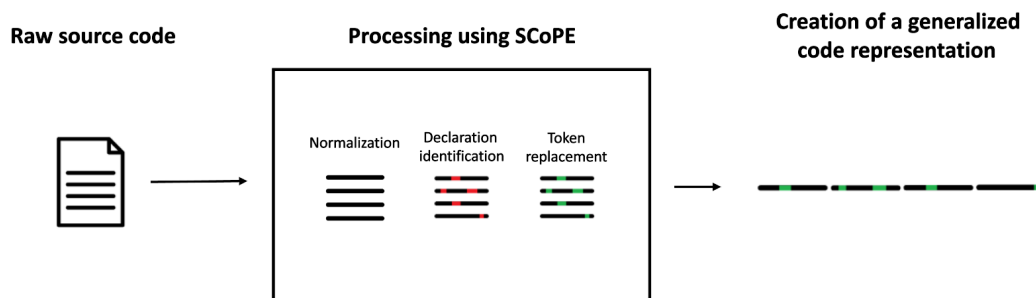 Raw source code
Processing using SCoPE
Creation of a generalized
code representation
Normalization
Declaration
identification
Token
replacement